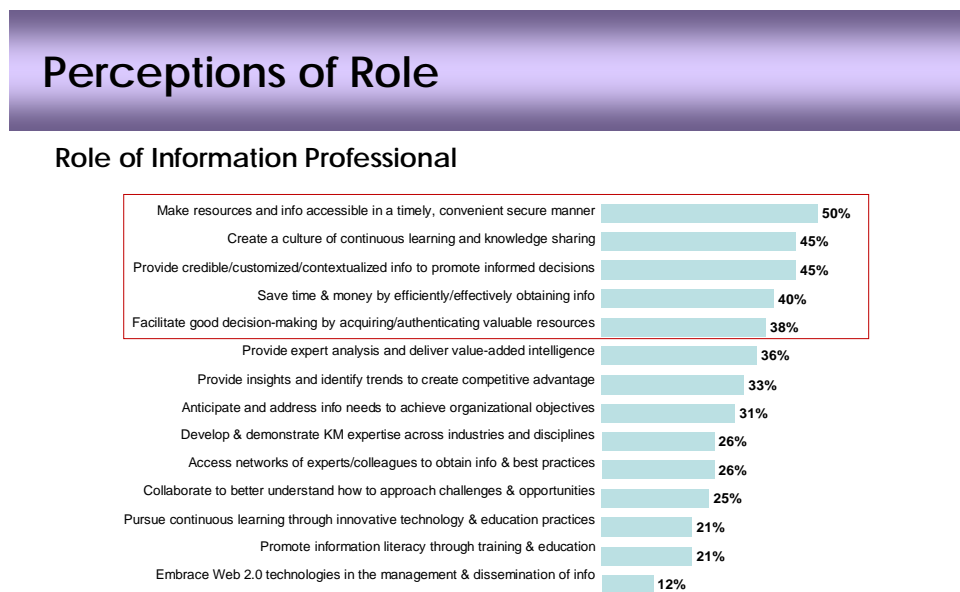 Perceptions of Role
Role of Information Professional
Make resources and info accessible in a timely, convenient secure manner 50%
Create a culture of continuous learning and knowledge sharing 45%
Provide credible/customized/contextualized info to promote informed decisions 45%
Save time & money by efficiently/effectively obtaining info 40%
Facilitate good decision-making by acquiring/authenticating valuable resources 38%
Provide expert analysis and deliver value-added intelligence 36%
Provide insights and identify trends to create competitive advantage 33%
Anticipate and address info needs to achieve organizational objectives 31%
Develop & demonstrate KM expertise across industries and disciplines 26%
Access networks of experts/colleagues to obtain info & best practices 26%
Collaborate to better understand how to approach challenges & opportunities 25%
Pursue continuous learning through innovative technology & education practices 21%
Promote information literacy through training & education 21%
Embrace Web 2.0 technologies in the management & dissemination of info 12%